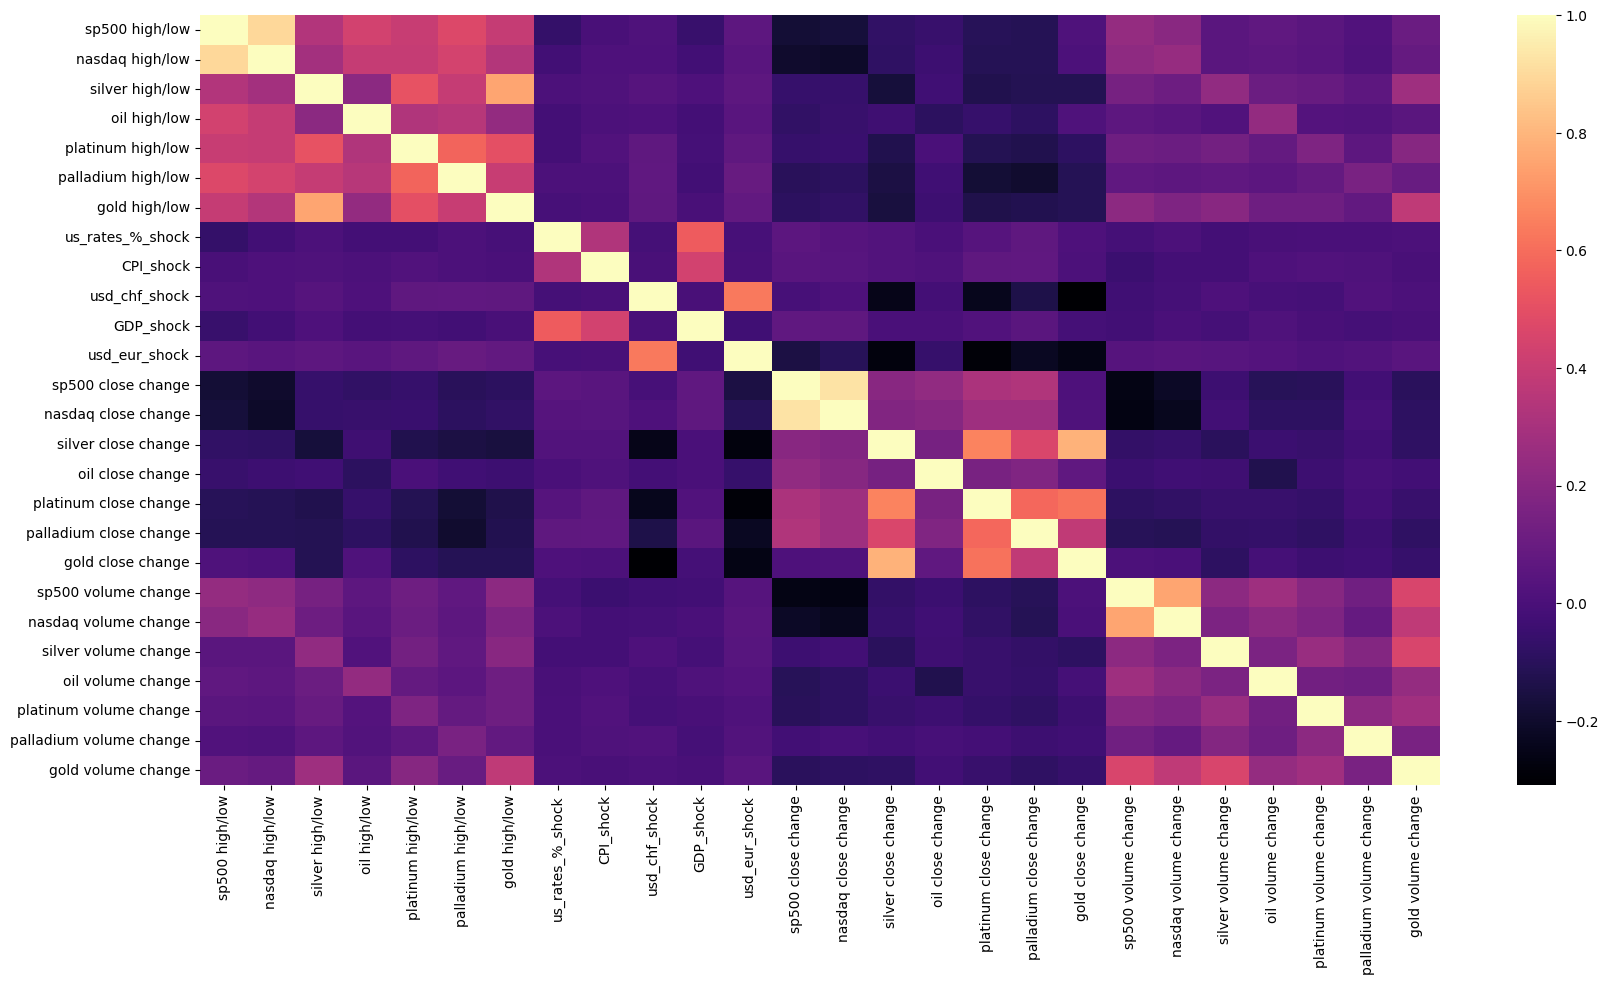 sp500 high/low
nasdaq high/low
silver high/low
oil high/low
platinum high/low
palladium high/low
gold high/low
us_rates_%_shock
CPI_shock
usd_chf_shock
GDP_shock
usd_eur_shock
sp500 close change
nasdaq close change
silver close change
oil close change
platinum close change
palladium close change
gold close change
sp500 volume change
nasdaq volume change
silver volume change
oil volume change
platinum volume change
palladium volume change
gold volume change
sp500 high/low
nasdaq high/low
silver high/low
oil high/low
platinum high/low
palladium high/low
gold high/low
us_rates_%_shock
CPI_shock
usd_chf_shock
GDP_shock
usd_eur_shock
sp500 close change
nasdaq close change
silver close change
oil close change
platinum close change
palladium close change
gold close change
sp500 volume change
nasdaq volume change
silver volume change
oil volume change
platinum volume change
palladium volume change
gold volume change
1.0
0.8
0.6
0.4
0.2
0.0
−0.2